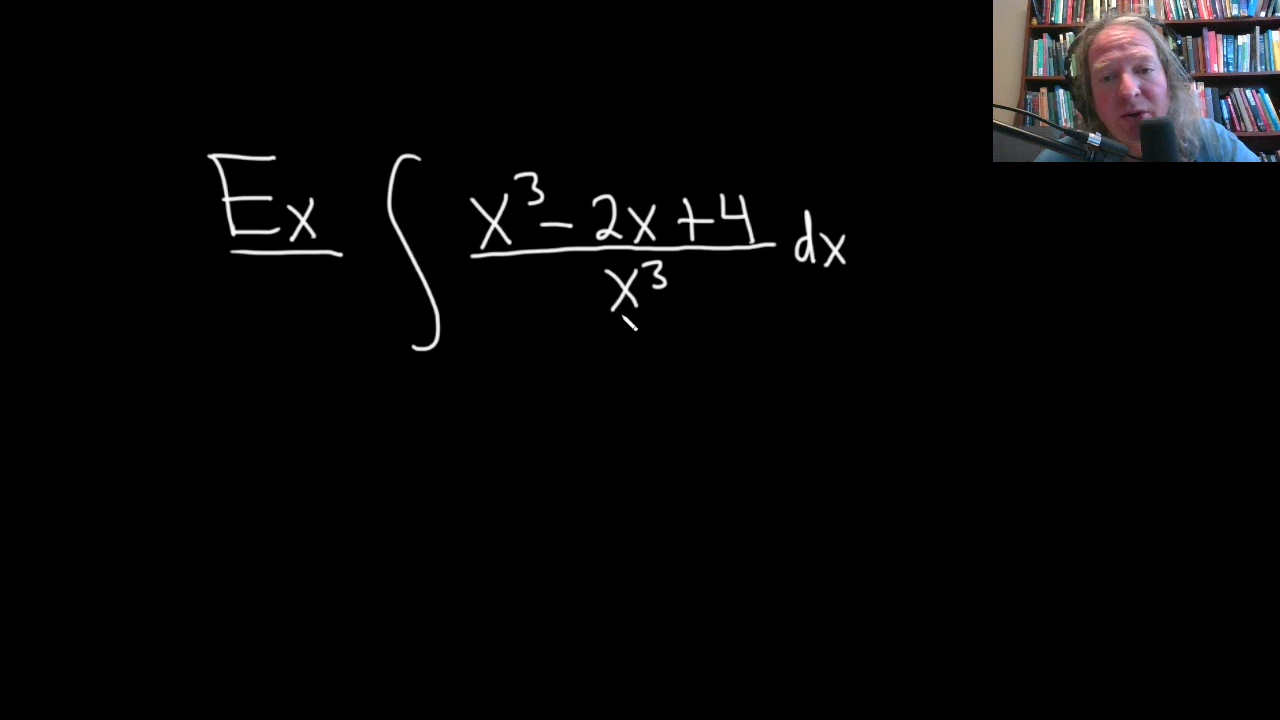 Ex ∫ (x³ - 2x + 4)/x³ dx